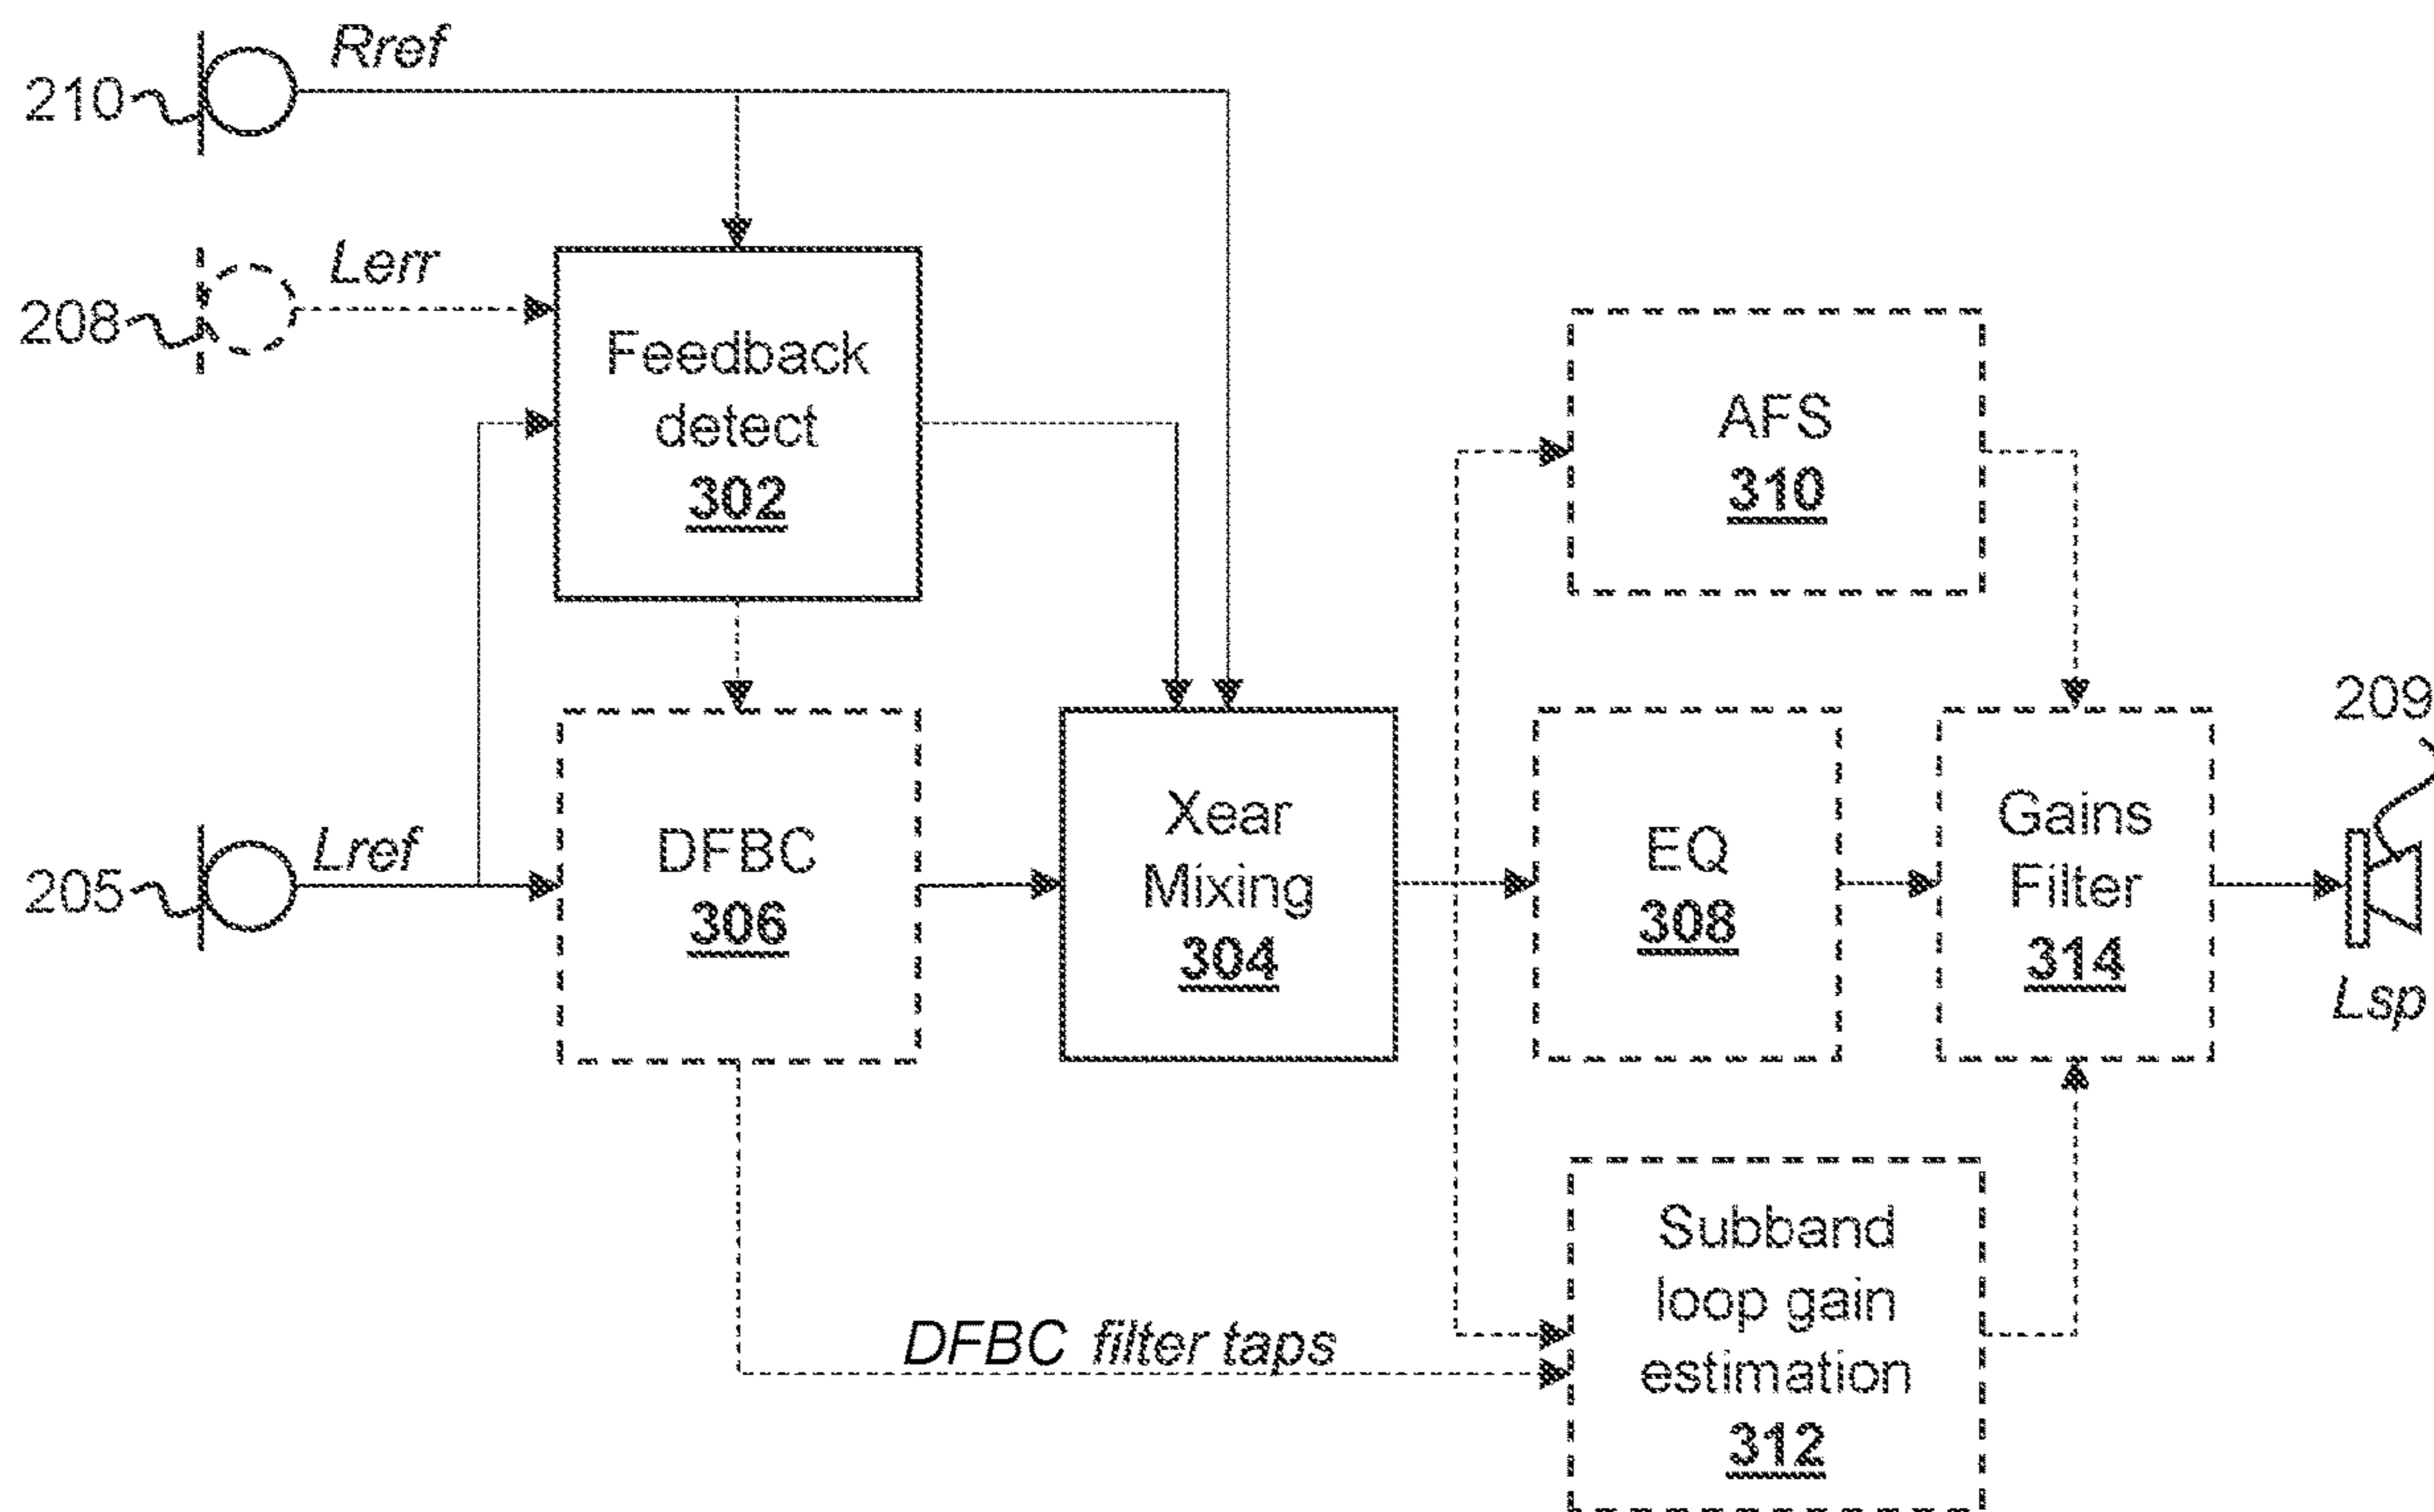 210
Rref
208
Lerr
Feedback
detect
302
AFS
310
209
205
Lref
DFBC
306
Xear
Mixing
304
EQ
308
Gains
Filter
314
Lsp
DFBC filter taps
Subband
loop gain
estimation
312